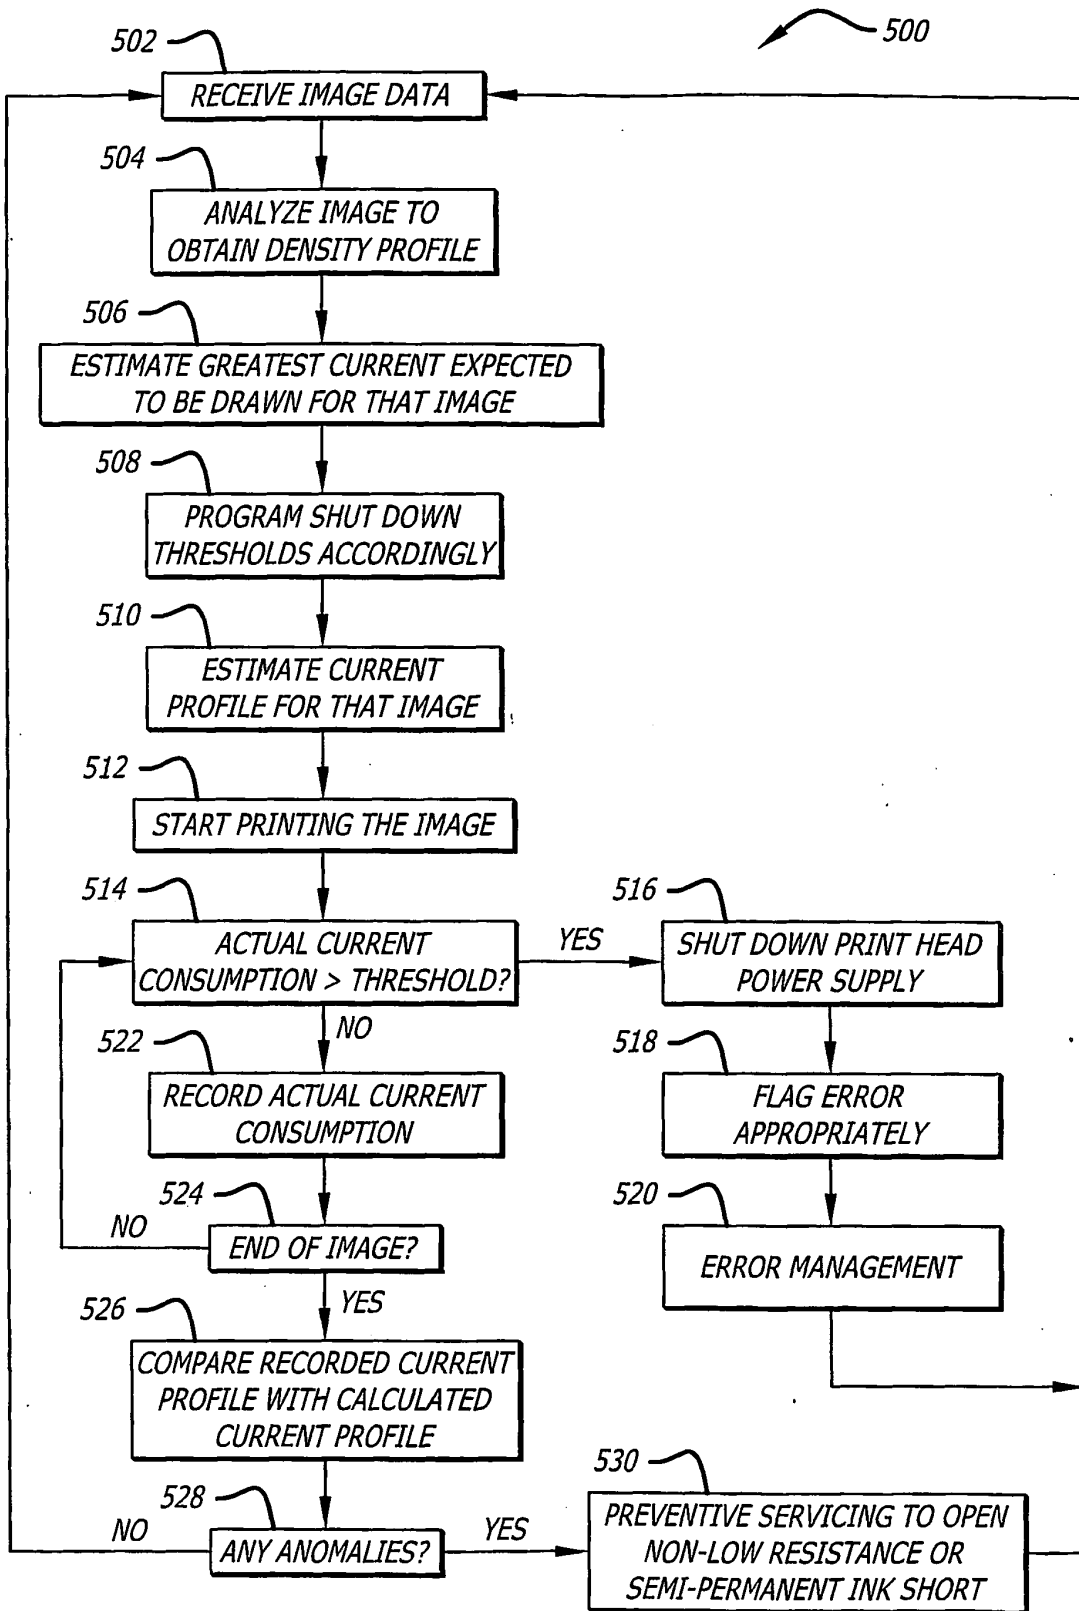 500
502
RECEIVE IMAGE DATA
504
ANALYZE IMAGE TO
OBTAIN DENSITY PROFILE
506
ESTIMATE GREATEST CURRENT EXPECTED
TO BE DRAWN FOR THAT IMAGE
508
PROGRAM SHUT DOWN
THRESHOLDS ACCORDINGLY
510
ESTIMATE CURRENT
PROFILE FOR THAT IMAGE
512
START PRINTING THE IMAGE
514
ACTUAL CURRENT
CONSUMPTION > THRESHOLD?
YES
516
SHUT DOWN PRINT HEAD
POWER SUPPLY
518
FLAG ERROR
APPROPRIATELY
520
ERROR MANAGEMENT
NO
522
RECORD ACTUAL CURRENT
CONSUMPTION
524
END OF IMAGE?
NO
YES
526
COMPARE RECORDED CURRENT
PROFILE WITH CALCULATED
CURRENT PROFILE
528
ANY ANOMALIES?
NO
YES
530
PREVENTIVE SERVICING TO OPEN
NON-LOW RESISTANCE OR
SEMI-PERMANENT INK SHORT